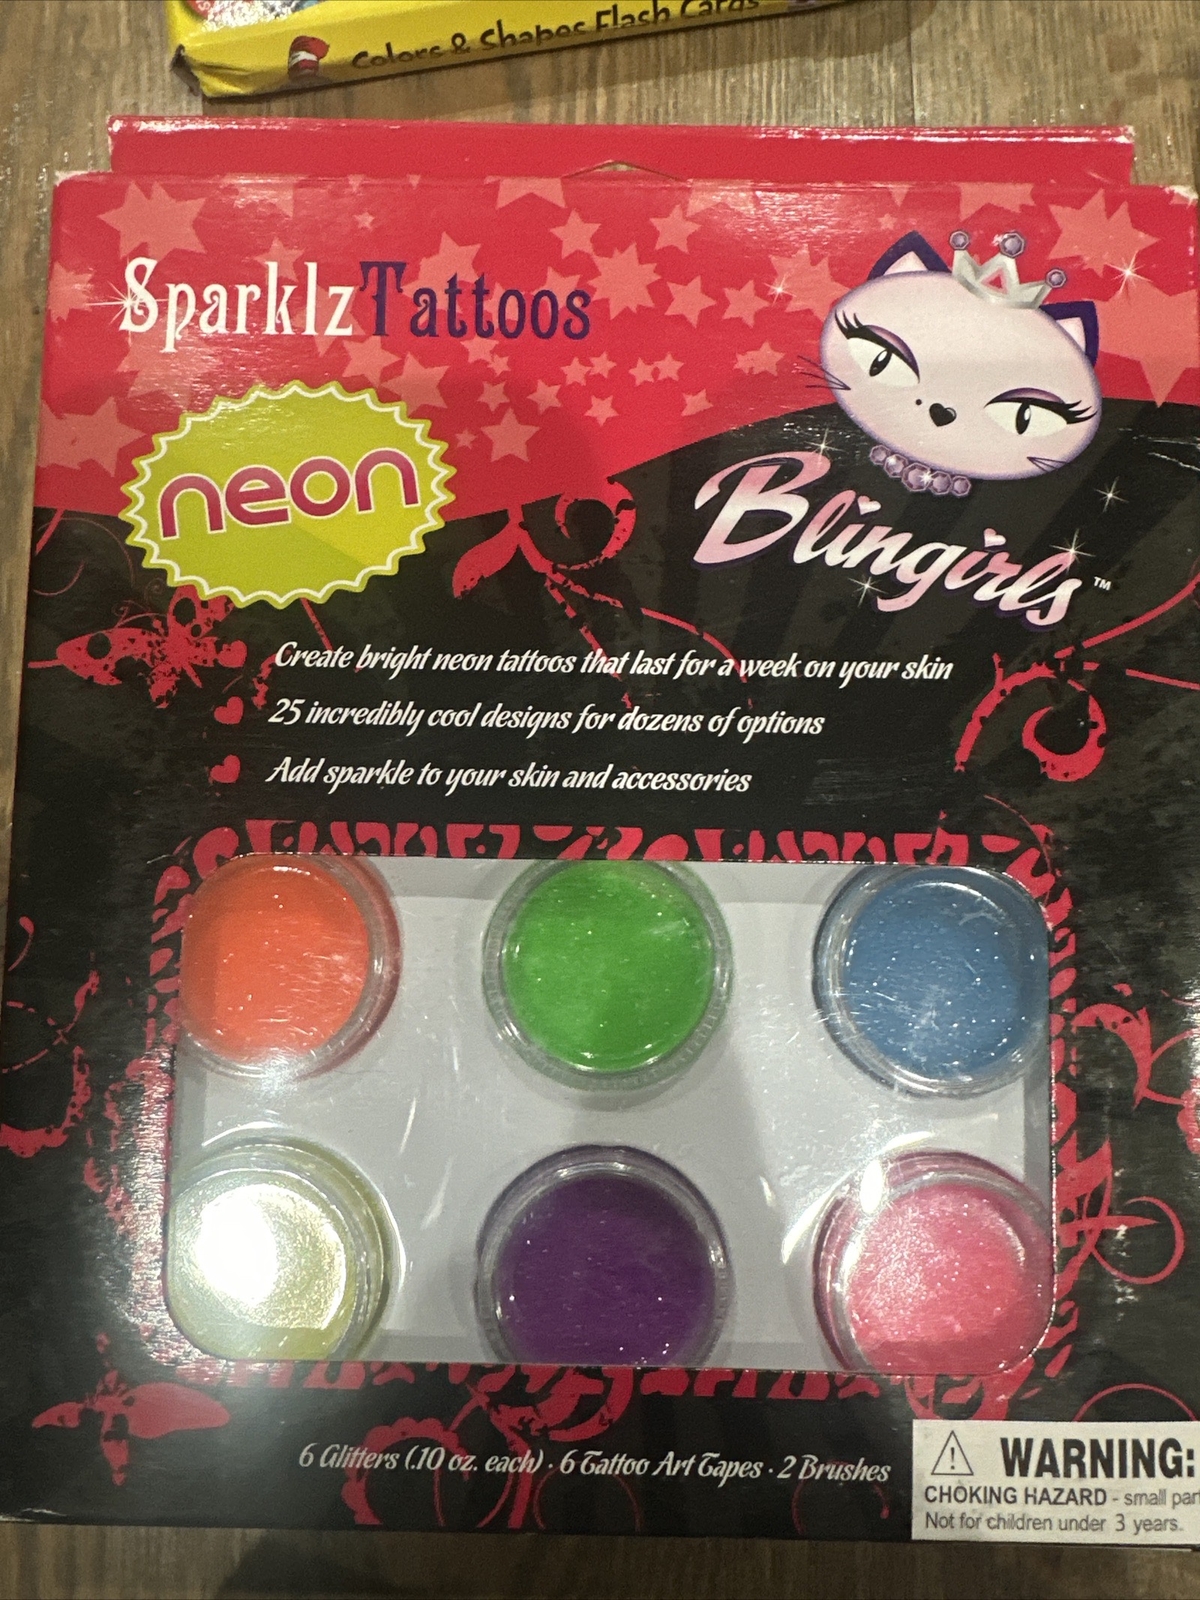 Colors & Shapes Flash Cards
SparklzTattoos
neon
Blingirls™
Create bright neon tattoos that last for a week on your skin
25 incredibly cool designs for dozens of options
Add sparkle to your skin and accessories
6 Glitters (.10 oz. each) · 6 Tattoo Art Tapes · 2 Brushes
WARNING:
CHOKING HAZARD - small par
Not for children under 3 years.